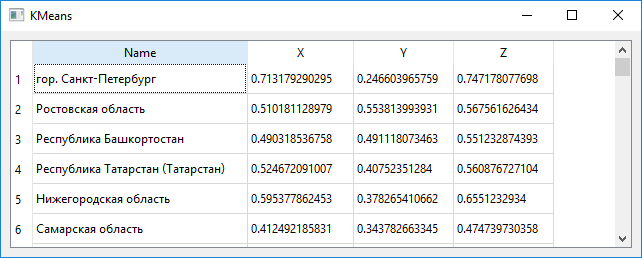 KMeans
Name X Y Z
1 гор. Санкт-Петербург 0.713179290295 0.246603965759 0.747178077698
2 Ростовская область 0.510181128979 0.553813993931 0.567561626434
3 Республика Башкортостан 0.490318536758 0.491118073463 0.551232874393
4 Республика Татарстан (Татарстан) 0.524672091007 0.40752351284 0.560876727104
5 Нижегородская область 0.595377862453 0.378265410662 0.6551232934
6 Самарская область 0.412492185831 0.343782663345 0.474739730358